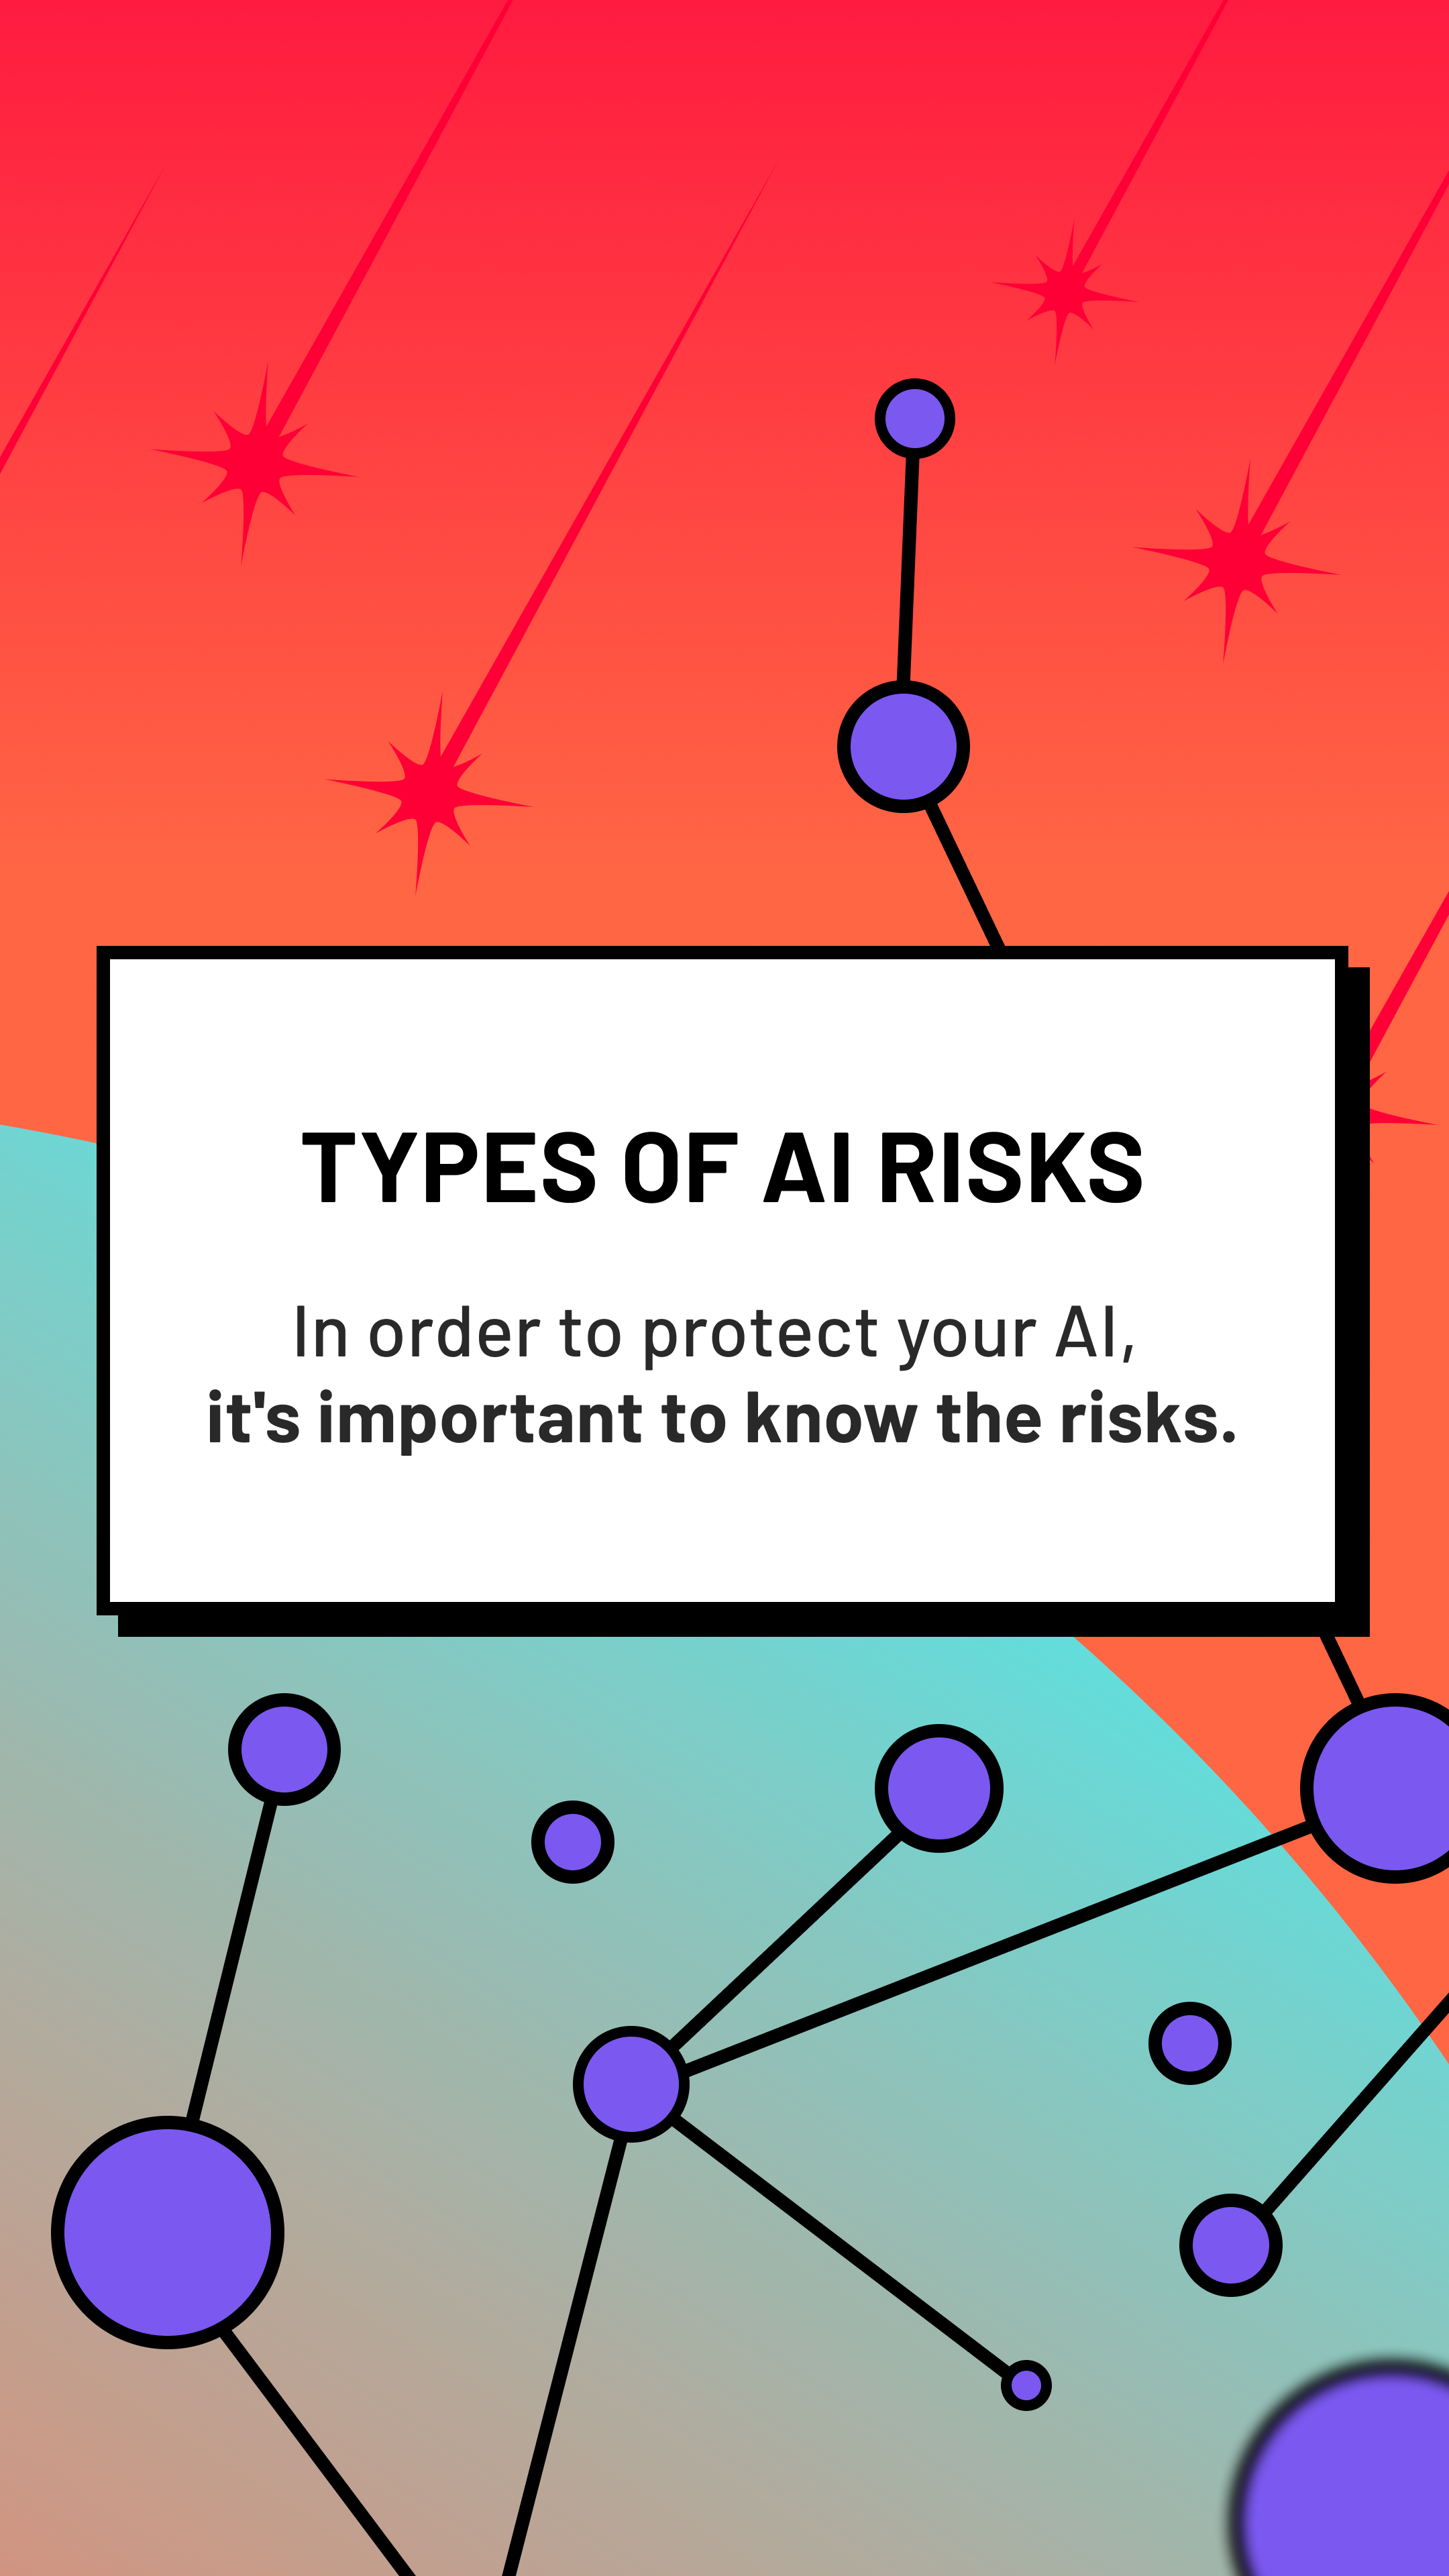 TYPES OF AI RISKS
In order to protect your AI,
it's important to know the risks.